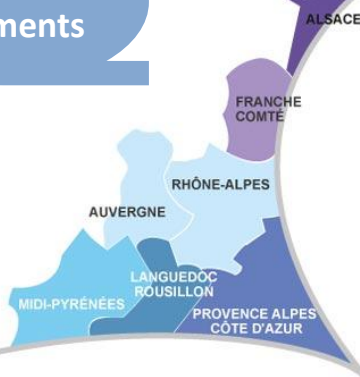 ments
ALSACE
FRANCHE
COMTÉ
RHÔNE-ALPES
AUVERGNE
LANGUEDOC
ROUSILLON
MIDI-PYRÉNÉES
PROVENCE ALPES
CÔTE D'AZUR